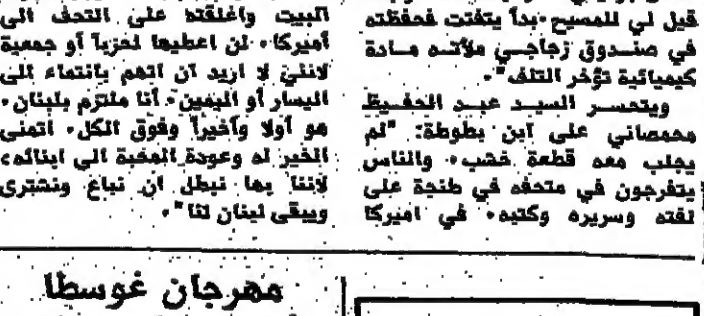 قيل لي للمسيح، بدأ يتفتت فحفظته
في صندوق زجاجي ملأته مادة
كيميائية تؤخر التلف".
ويتحسر السيد عبد الحفيظ
محمصاني على ابن بطوطة: "لم
يجلب معه قطعة خشب، والناس
يتفرجون في متحفه في طنجة على
لفته وسريره وكتبه، في اميركا
البيت وأغلقته على التحف الى
أميركا، لن اعطيها لحزب أو جمعية
لانني لا اريد أن اتهم بانتماء الى
اليسار أو اليمين، أنا ملتزم بلبنان،
هو أولا وأخيرا وفوق الكل، اتمنى
الخير له وعودة المحبة الى ابنائه،
لاننا بها نبطل ان نباع ونشترى
ويبقى لبنان لنا".
مهرجان غوسطا